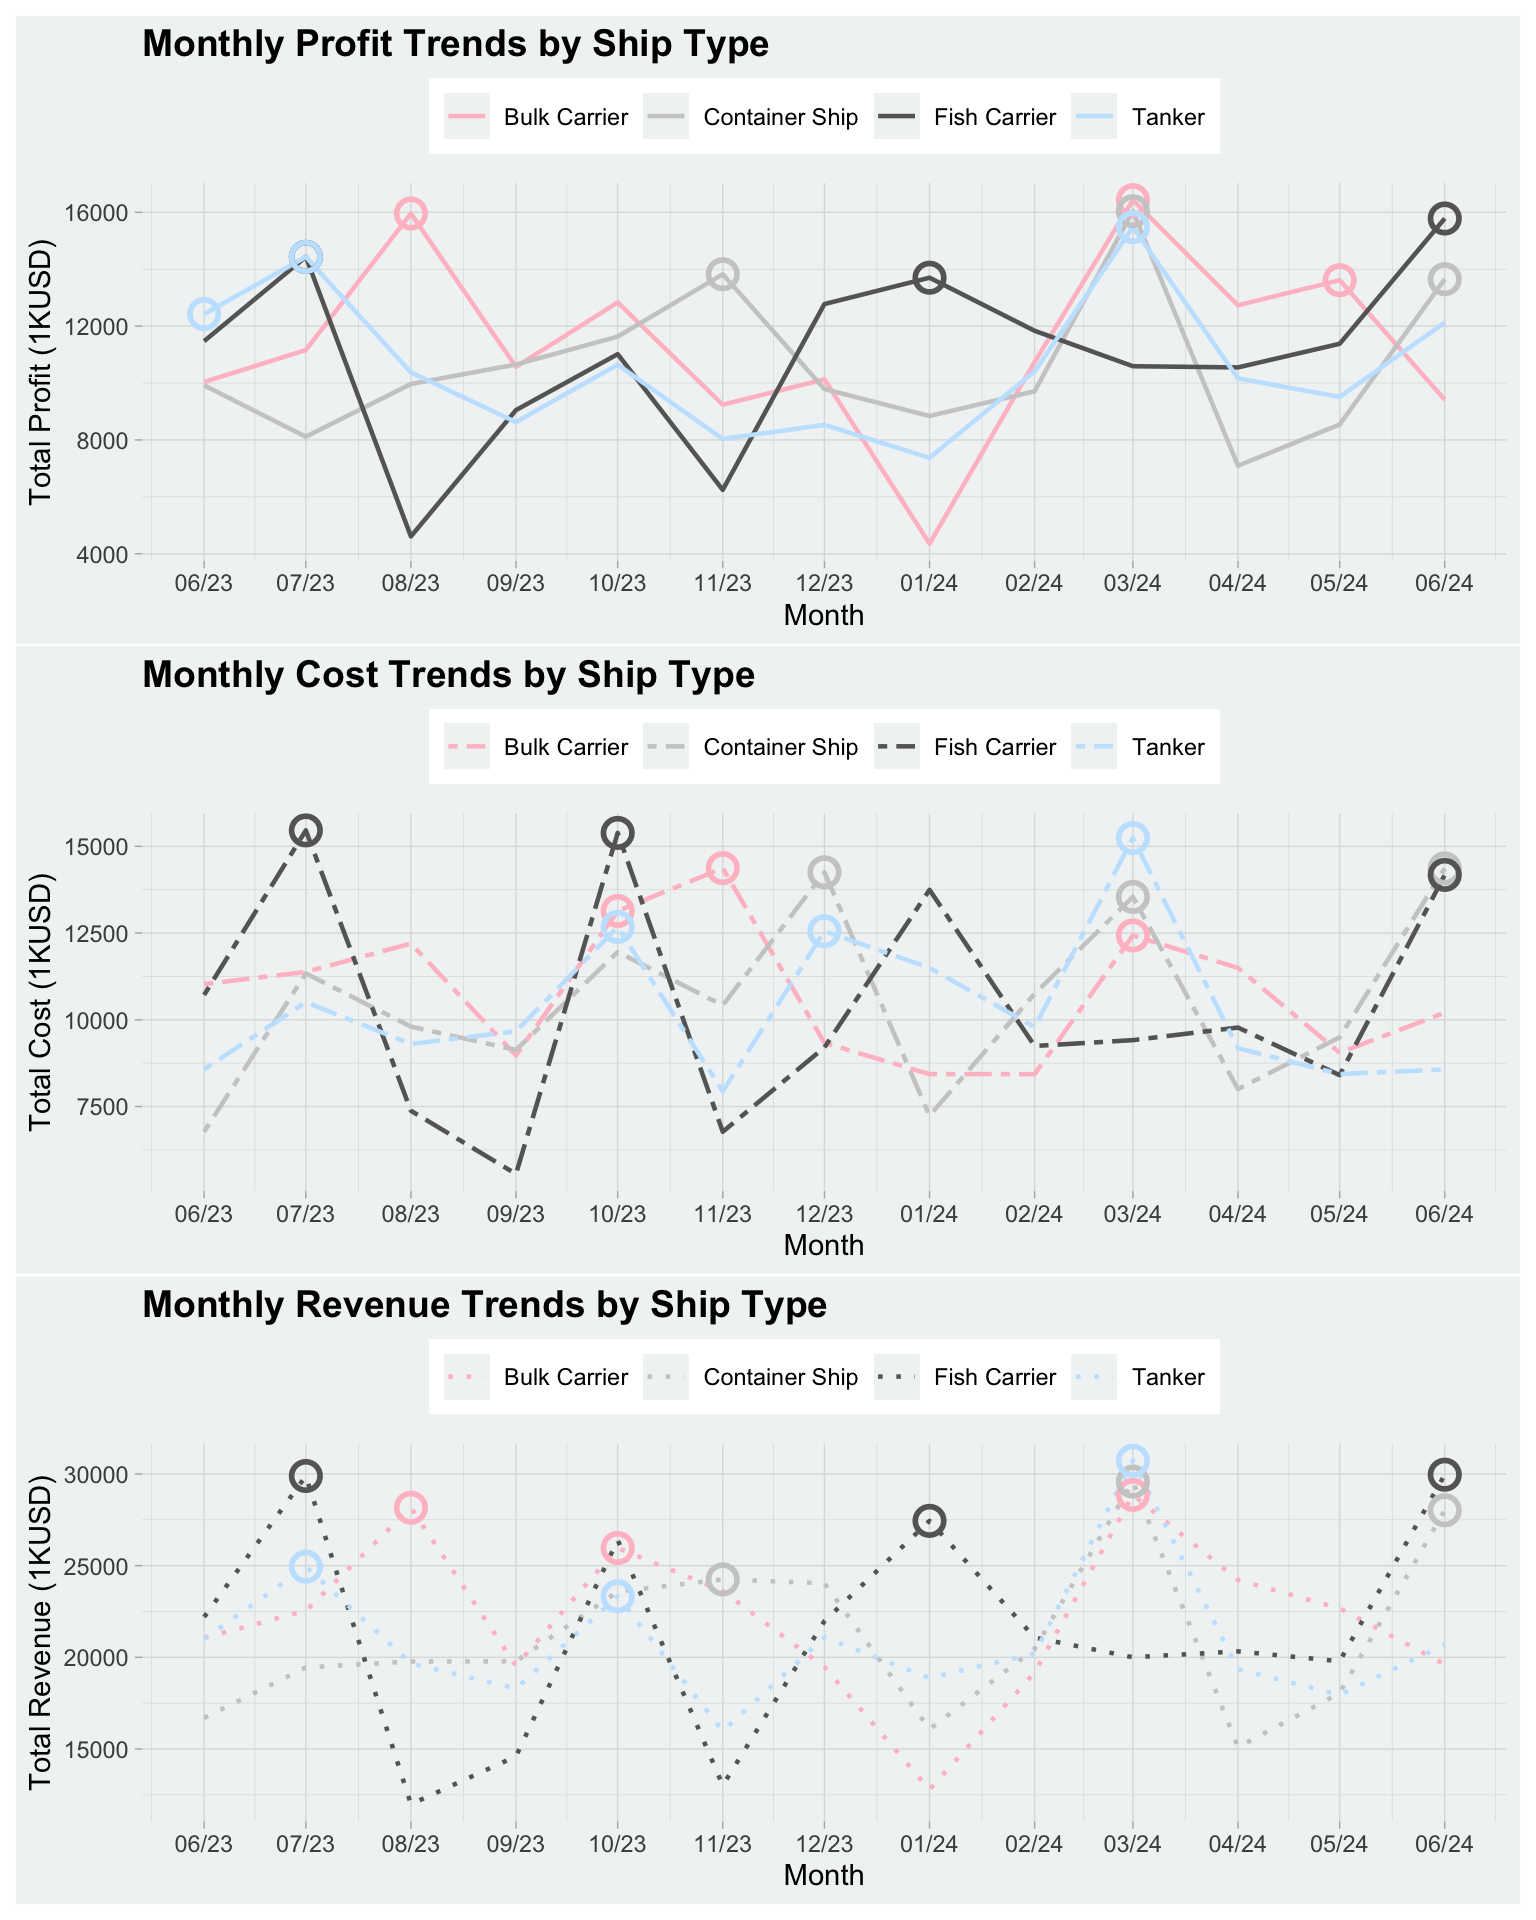 Monthly Profit Trends by Ship Type
Bulk Carrier Container Ship Fish Carrier Tanker
Total Profit (1KUSD)
16000
12000
8000
4000
06/23 07/23 08/23 09/23 10/23 11/23 12/23 01/24 02/24 03/24 04/24 05/24 06/24
Month
Monthly Cost Trends by Ship Type
Bulk Carrier Container Ship Fish Carrier Tanker
Total Cost (1KUSD)
15000
12500
10000
7500
06/23 07/23 08/23 09/23 10/23 11/23 12/23 01/24 02/24 03/24 04/24 05/24 06/24
Month
Monthly Revenue Trends by Ship Type
Bulk Carrier Container Ship Fish Carrier Tanker
Total Revenue (1KUSD)
30000
25000
20000
15000
06/23 07/23 08/23 09/23 10/23 11/23 12/23 01/24 02/24 03/24 04/24 05/24 06/24
Month